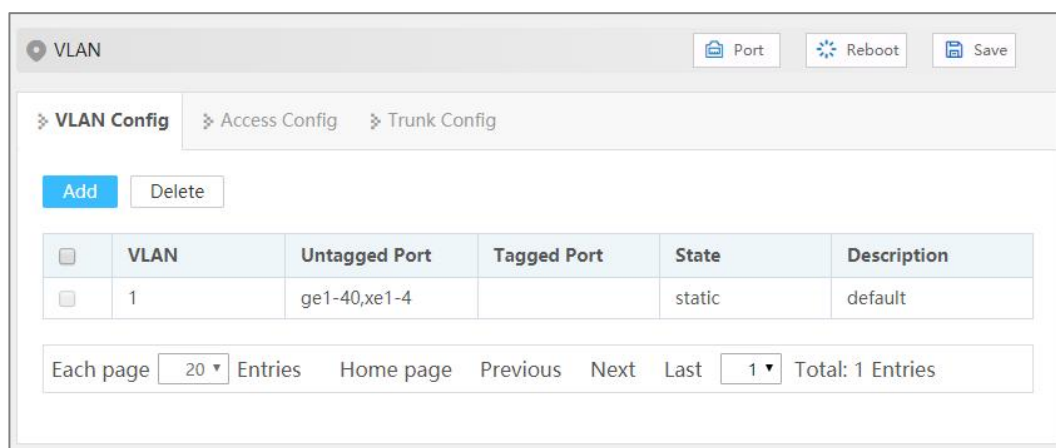 VLAN Port Reboot Save
VLAN Config Access Config Trunk Config
Add Delete
VLAN Untagged Port Tagged Port State Description
1 ge1-40,xe1-4 static default
Each page 20 Entries Home page Previous Next Last 1 Total: 1 Entries